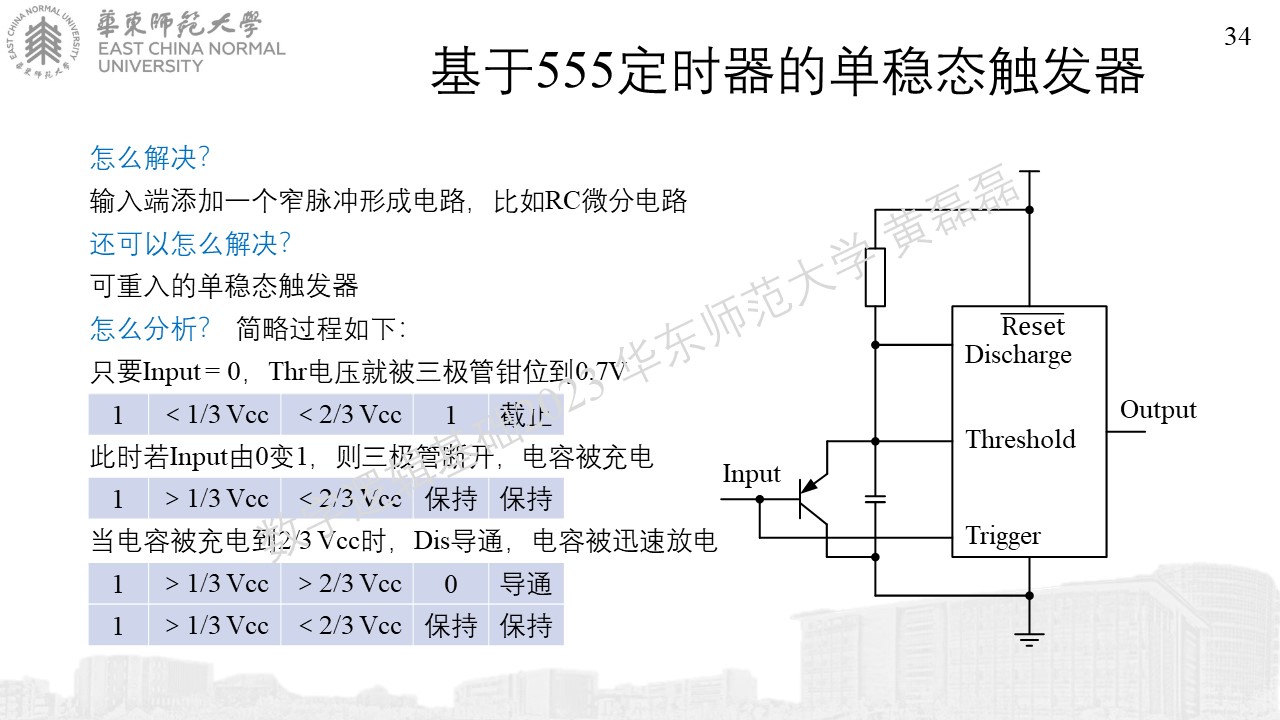 華東師范大學
EAST CHINA NORMAL
UNIVERSITY
EAST CHINA NORMAL UNIVERSITY
華東師范大學
34
基于555定时器的单稳态触发器
怎么解决？
输入端添加一个窄脉冲形成电路，比如RC微分电路
还可以怎么解决？
可重入的单稳态触发器
怎么分析？ 简略过程如下：
只要Input = 0，Thr电压就被三极管钳位到0.7V
1 < 1/3 Vcc < 2/3 Vcc 1 截止
此时若Input由0变1，则三极管断开，电容被充电
1 > 1/3 Vcc < 2/3 Vcc 保持 保持
当电容被充电到2/3 Vcc时，Dis导通，电容被迅速放电
1 > 1/3 Vcc > 2/3 Vcc 0 导通
1 > 1/3 Vcc < 2/3 Vcc 保持 保持
Reset
Discharge
Threshold
Trigger
Input
Output
数字逻辑基础2023 华东师范大学 黄磊磊